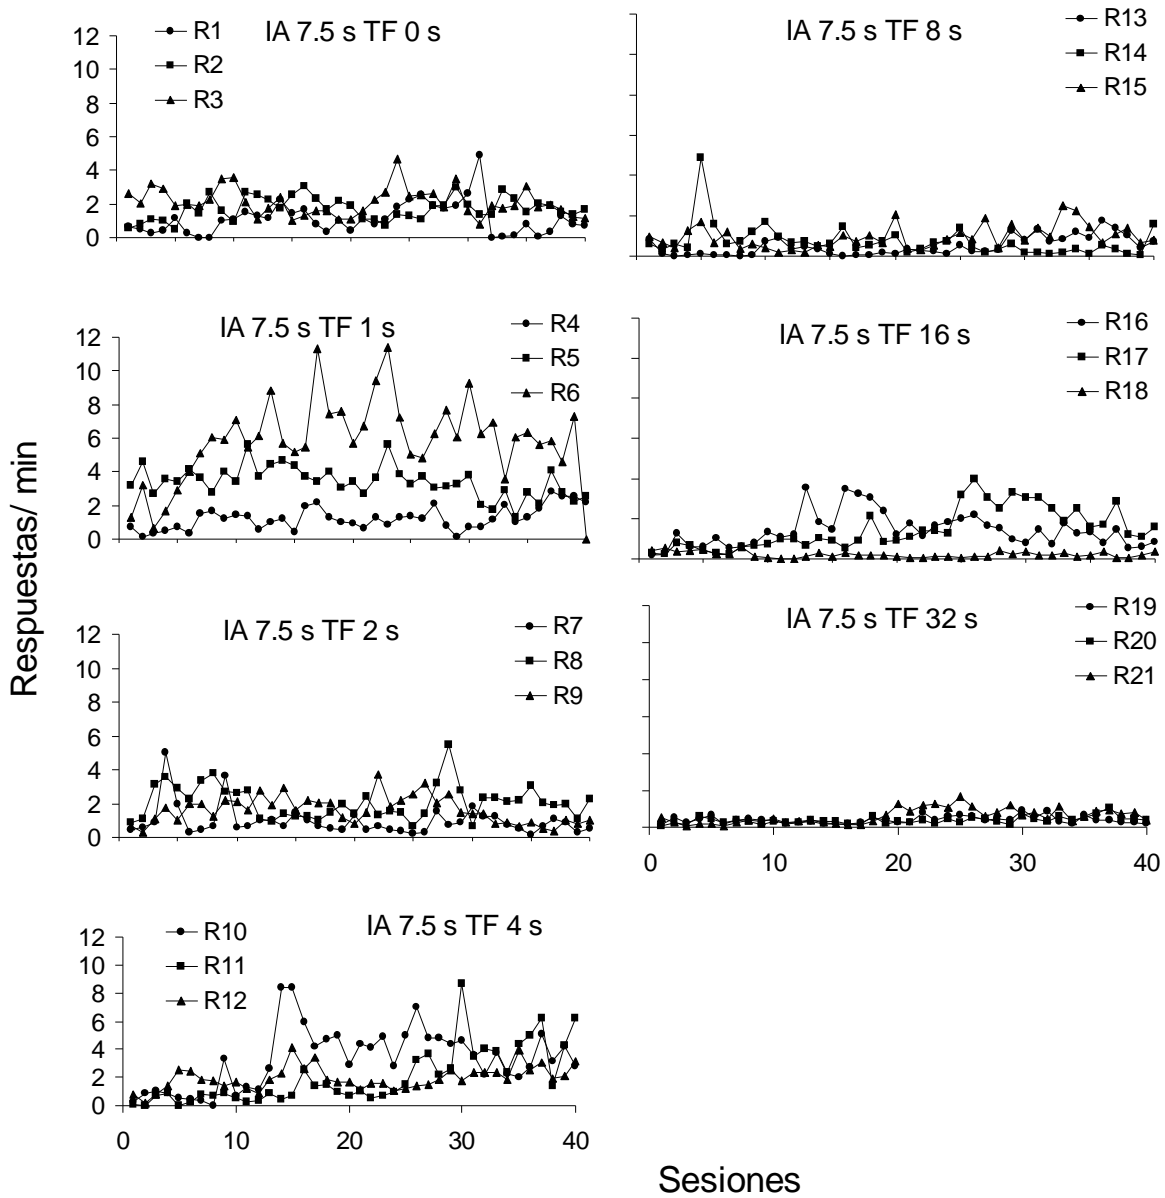 IA 7.5 s TF 0 s
R1
R2
R3
12
10
8
6
4
2
0
IA 7.5 s TF 8 s
R13
R14
R15
IA 7.5 s TF 1 s
R4
R5
R6
12
10
8
6
4
2
0
IA 7.5 s TF 16 s
R16
R17
R18
Respuestas/ min
IA 7.5 s TF 2 s
R7
R8
R9
12
10
8
6
4
2
0
IA 7.5 s TF 32 s
R19
R20
R21
0 10 20 30 40
IA 7.5 s TF 4 s
R10
R11
R12
12
10
8
6
4
2
0
0 10 20 30 40
Sesiones